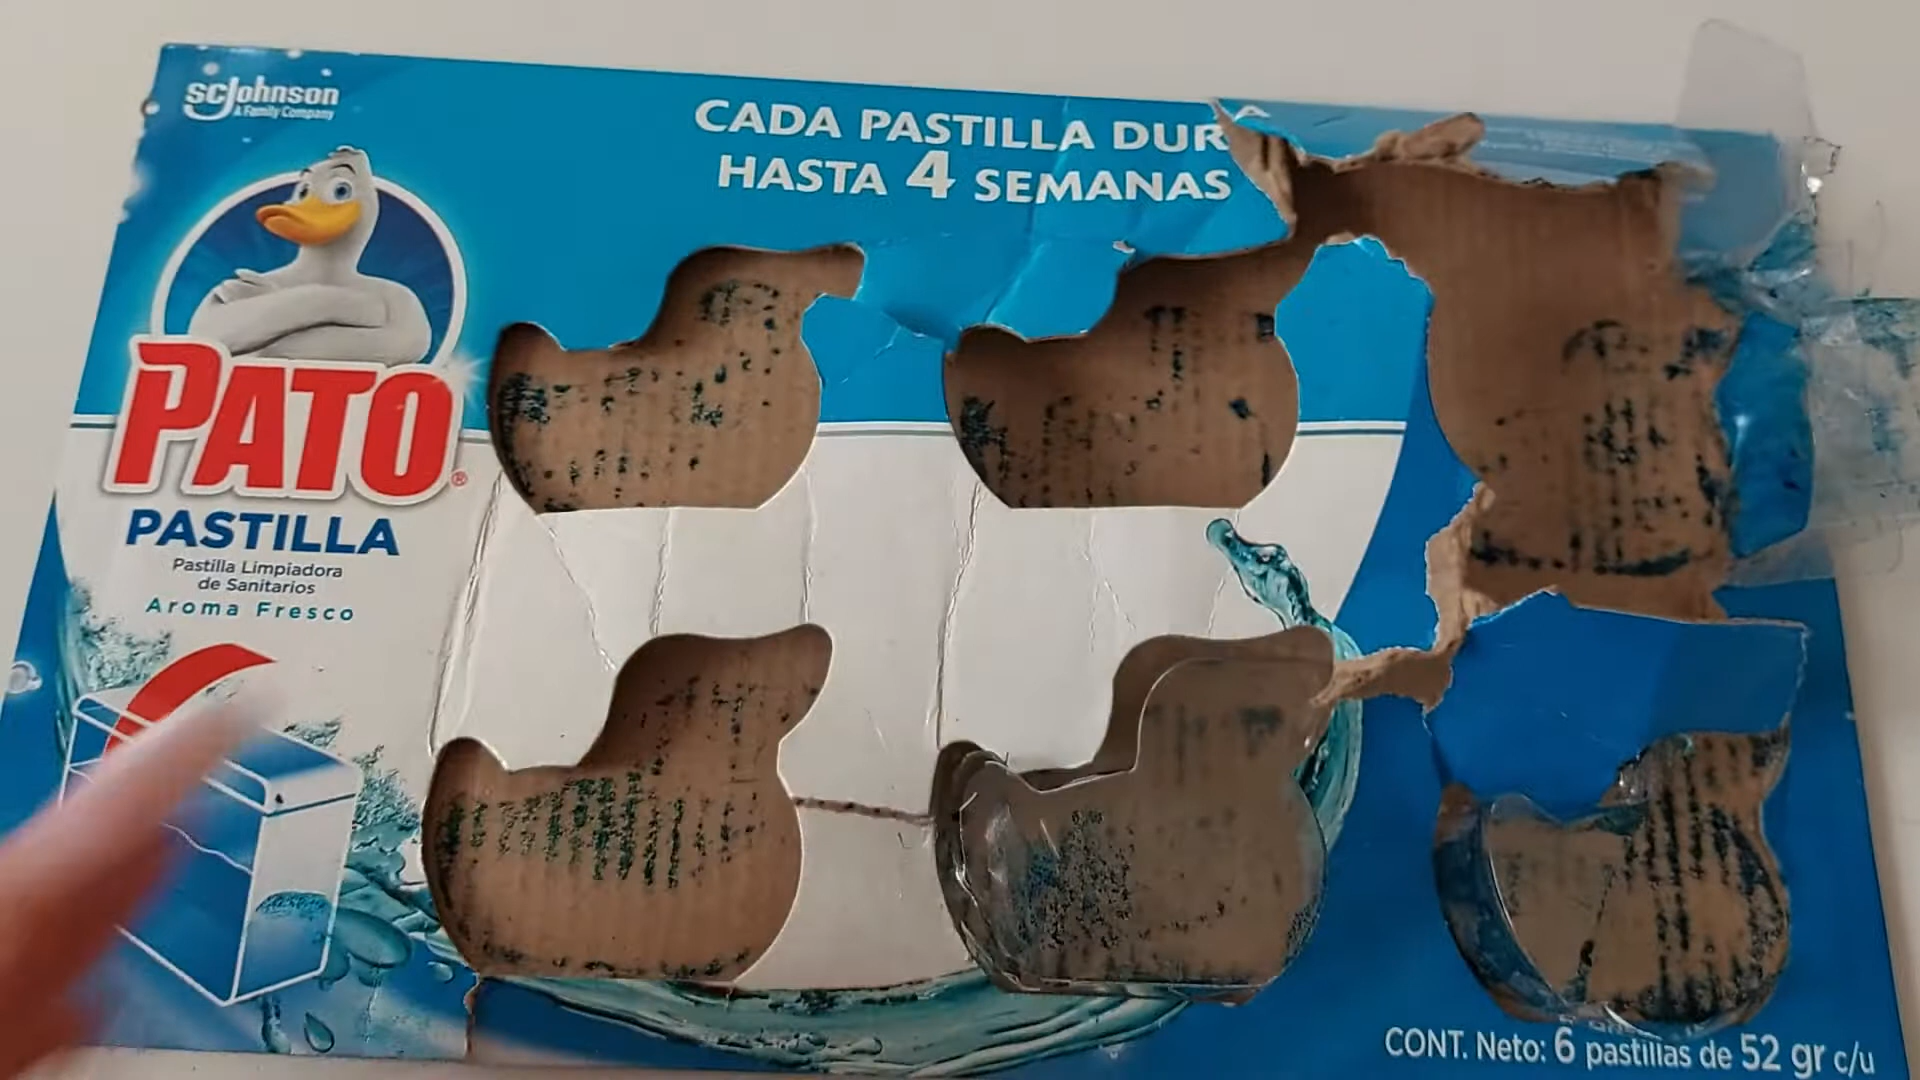 SCJohnson
A Family Company
CADA PASTILLA DURA
HASTA 4 SEMANAS
PATO®
PASTILLA
Pastilla Limpiadora
de Sanitarios
Aroma Fresco
CONT. Neto: 6 pastillas de 52 gr c/u